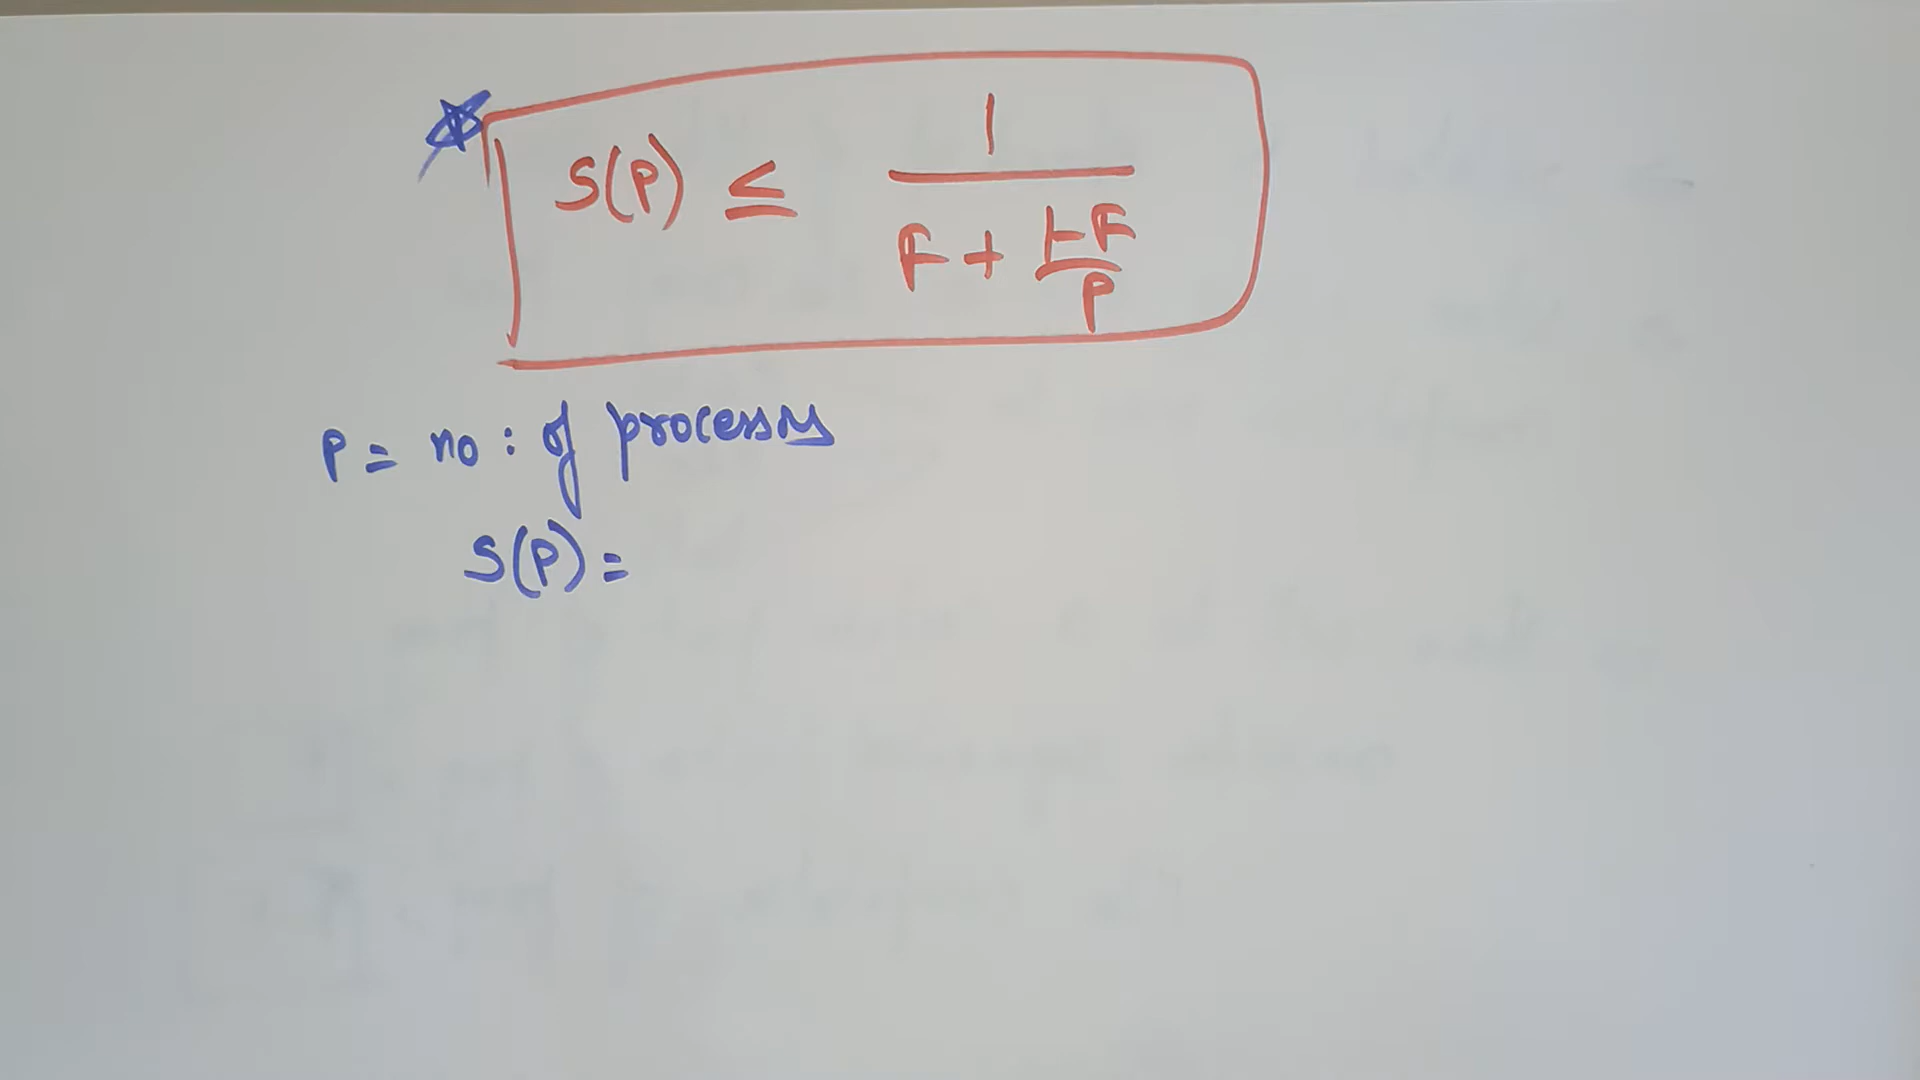 S(P) ≤ 1 / (F + (1-F)/P)
P = no: of processors
S(P) =